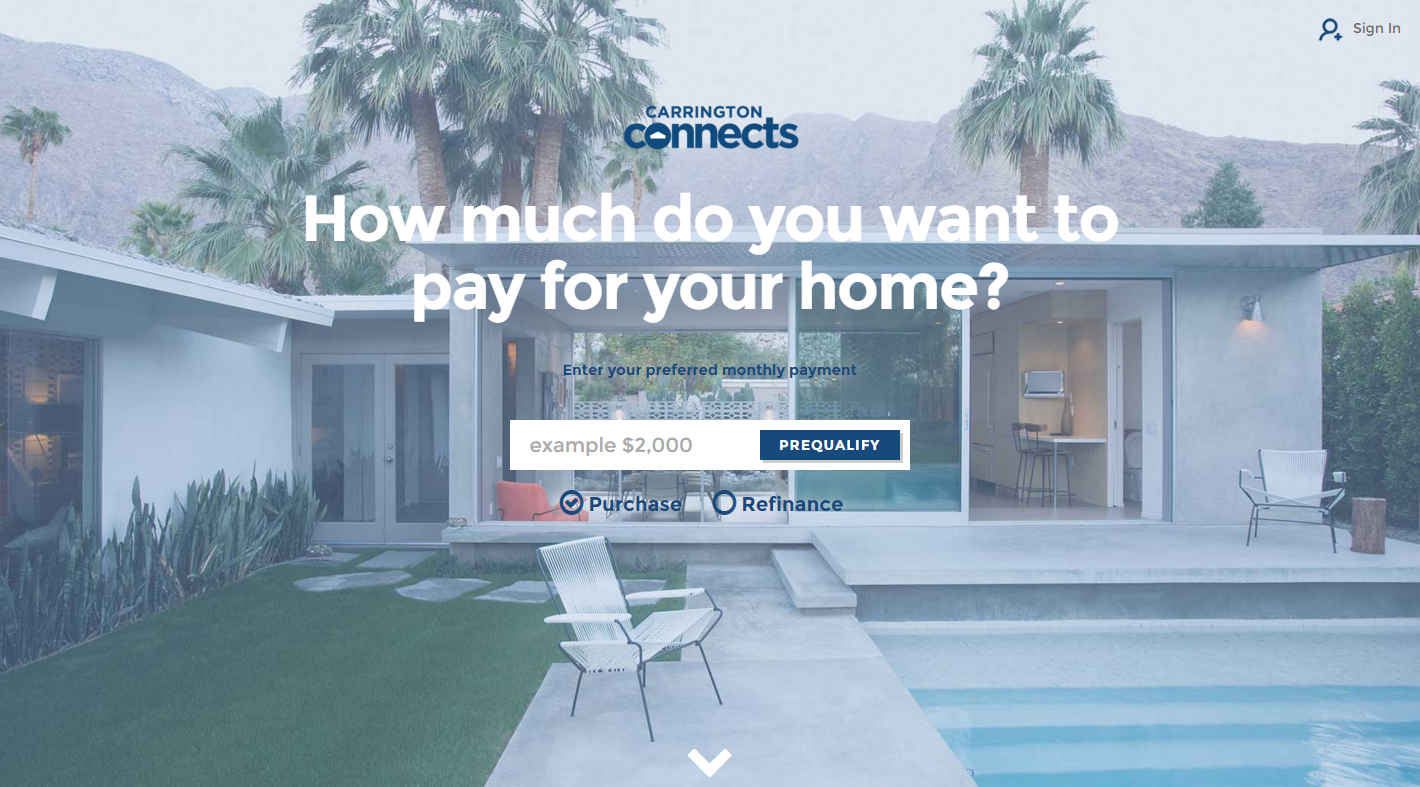 Sign In
CARRINGTON
connects
How much do you want to
pay for your home?
Enter your preferred monthly payment
example $2,000
PREQUALIFY
Purchase
Refinance